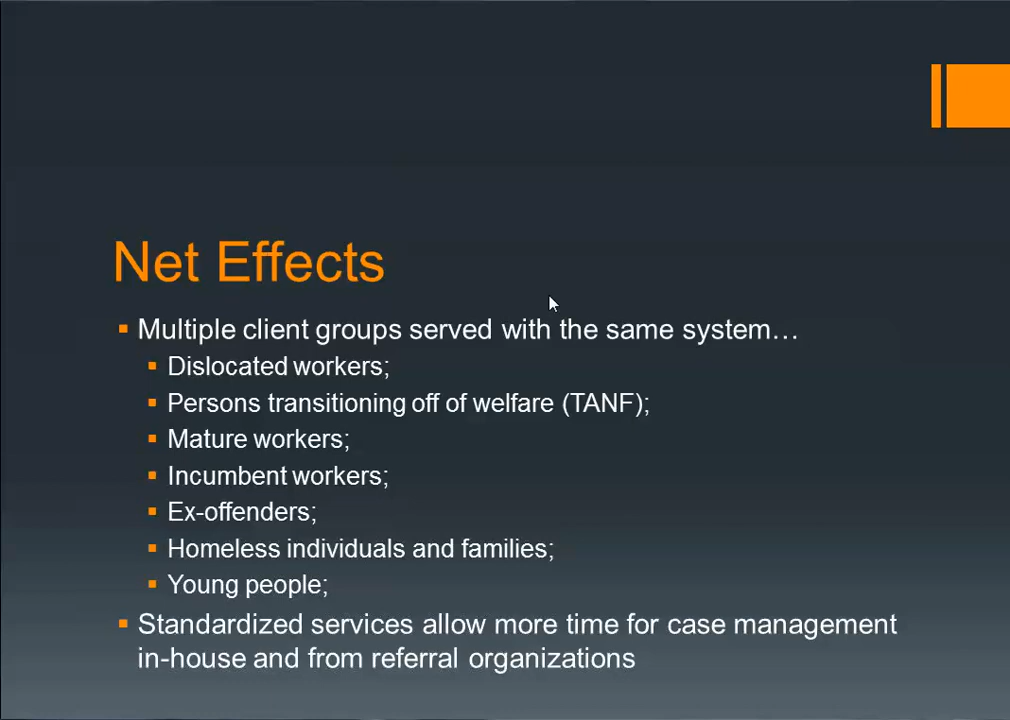 Net Effects
Multiple client groups served with the same system…
Dislocated workers;
Persons transitioning off of welfare (TANF);
Mature workers;
Incumbent workers;
Ex-offenders;
Homeless individuals and families;
Young people;
Standardized services allow more time for case management
in-house and from referral organizations